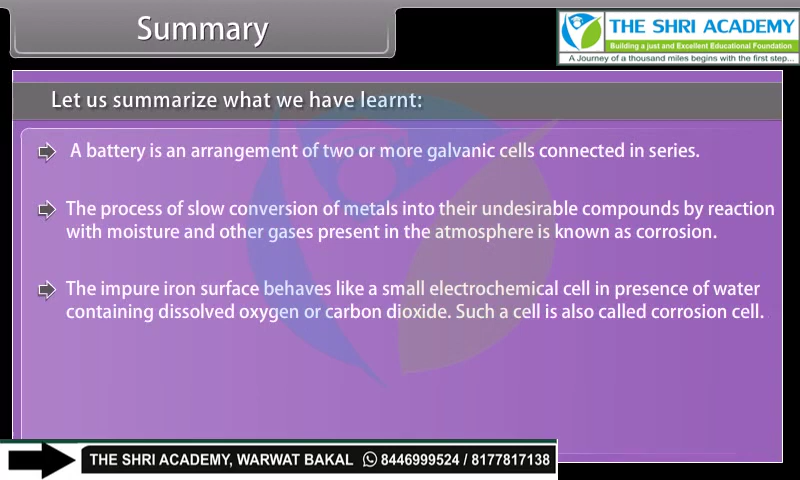 Summary
THE SHRI ACADEMY
Building a just and Excellent Educational Foundation
A Journey of a thousand miles begins with the first step...
Let us summarize what we have learnt:
A battery is an arrangement of two or more galvanic cells connected in series.
The process of slow conversion of metals into their undesirable compounds by reaction
with moisture and other gases present in the atmosphere is known as corrosion.
The impure iron surface behaves like a small electrochemical cell in presence of water
containing dissolved oxygen or carbon dioxide. Such a cell is also called corrosion cell.
THE SHRI ACADEMY, WARWAT BAKAL 8446999524 / 8177817138